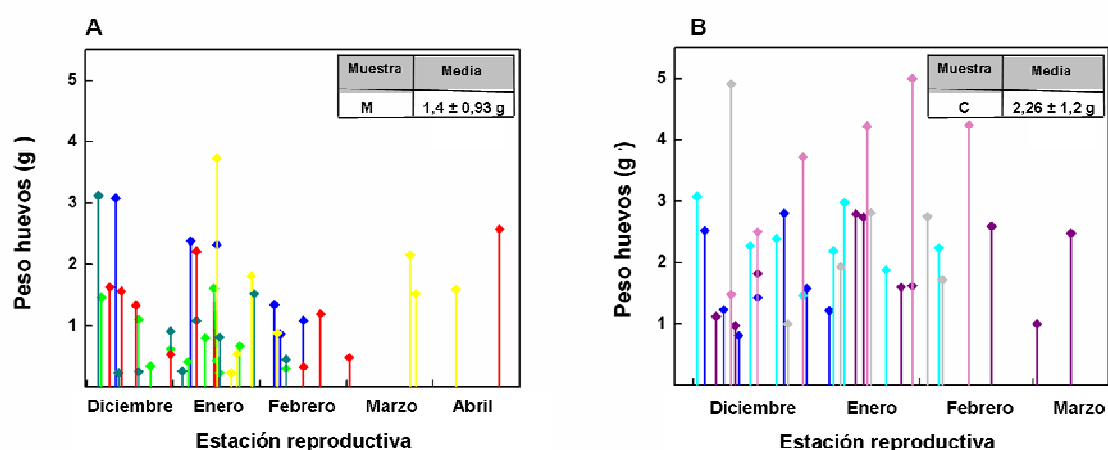 A
Muestra Media
M 1,4 ± 0,93 g
5
4
3
2
1
Peso huevos (g )
Diciembre Enero Febrero Marzo Abril
Estación reproductiva
B
Muestra Media
C 2,26 ± 1,2 g
5
4
3
2
1
Peso huevos (g )
Diciembre Enero Febrero Marzo
Estación reproductiva